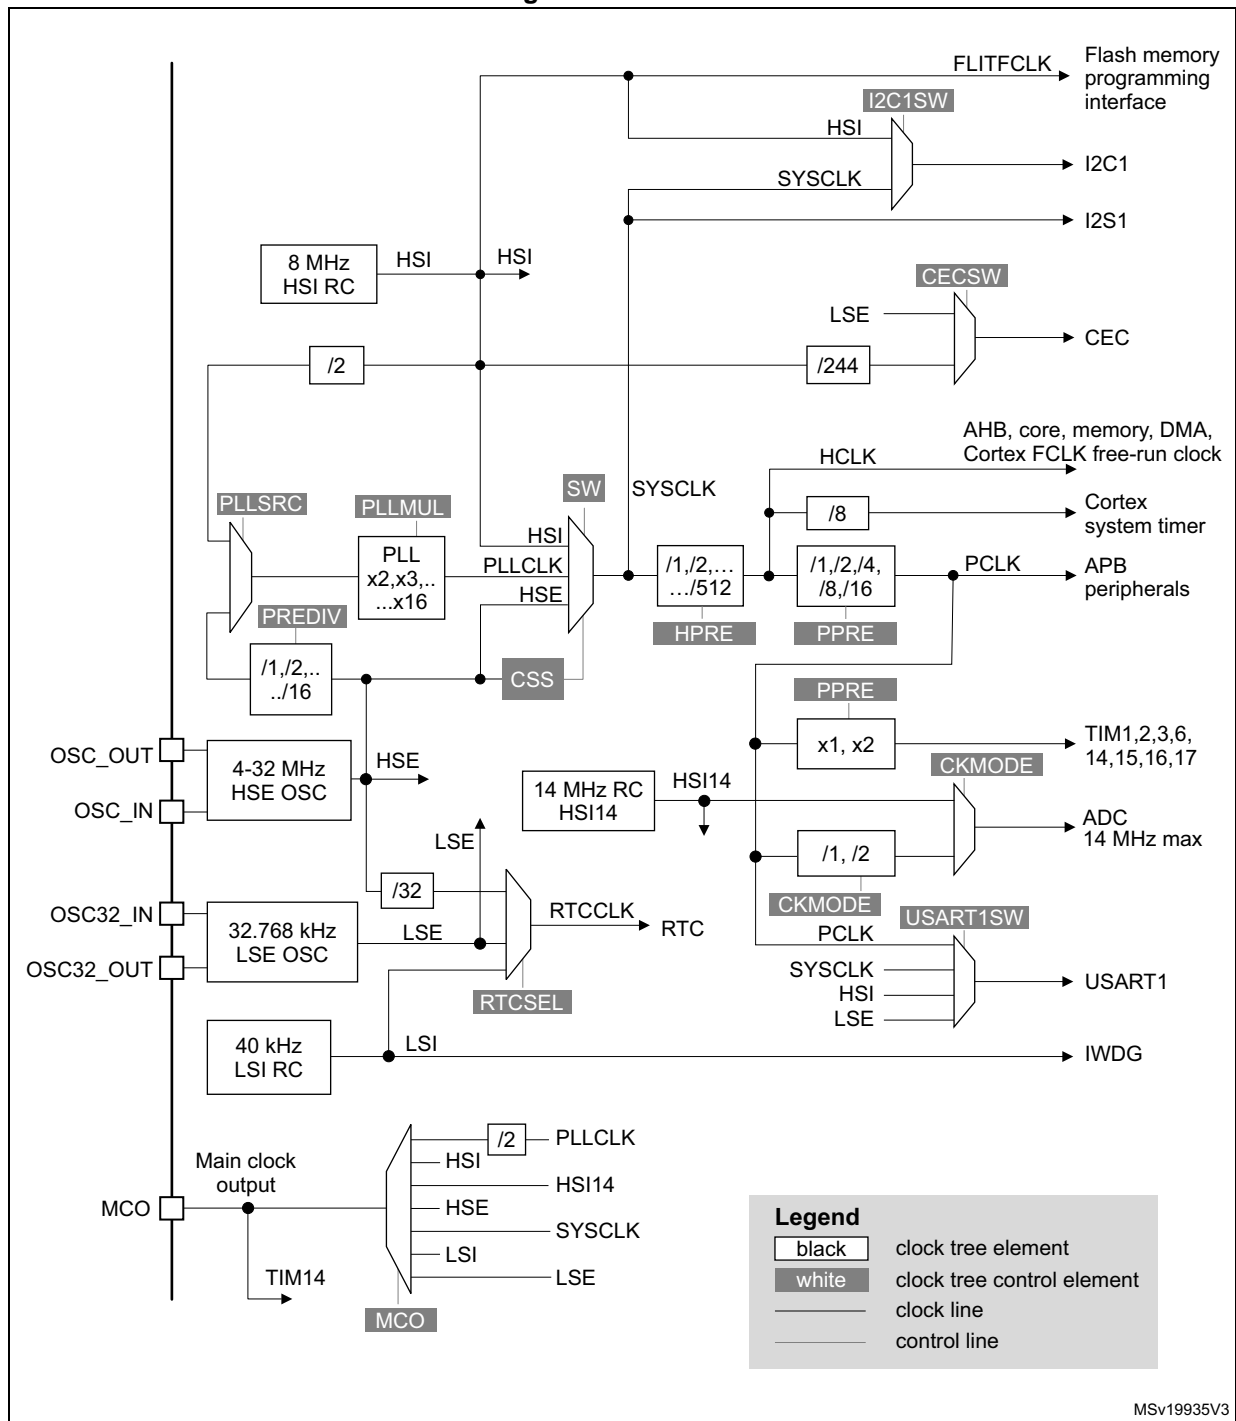 FLITFCLK
Flash memory
programming
interface
I2C1SW
HSI
I2C1
SYSCLK
I2S1
8 MHz
HSI RC
HSI
HSI
CECSW
LSE
CEC
/2
/244
AHB, core, memory, DMA,
Cortex FCLK free-run clock
HCLK
SW
SYSCLK
PLLSRC
PLLMUL
/8
Cortex
system timer
HSI
PLL
x2,x3,..
...x16
PLLCLK
HSE
/1,/2,…
…/512
/1,/2,/4,
/8,/16
PCLK
APB
peripherals
PREDIV
HPRE
PPRE
/1,/2,..
../16
CSS
PPRE
x1, x2
TIM1,2,3,6,
14,15,16,17
OSC_OUT
4-32 MHz
HSE OSC
HSE
OSC_IN
14 MHz RC
HSI14
HSI14
CKMODE
ADC
14 MHz max
LSE
/1, /2
/32
CKMODE
OSC32_IN
32.768 kHz
LSE OSC
LSE
RTCCLK
RTC
USART1SW
PCLK
OSC32_OUT
SYSCLK
HSI
LSE
USART1
RTCSEL
40 kHz
LSI RC
LSI
IWDG
/2
PLLCLK
HSI
Main clock
output
HSI14
MCO
HSE
SYSCLK
LSI
TIM14
LSE
MCO
Legend
black
clock tree element
white
clock tree control element
clock line
control line
MSv19935V3